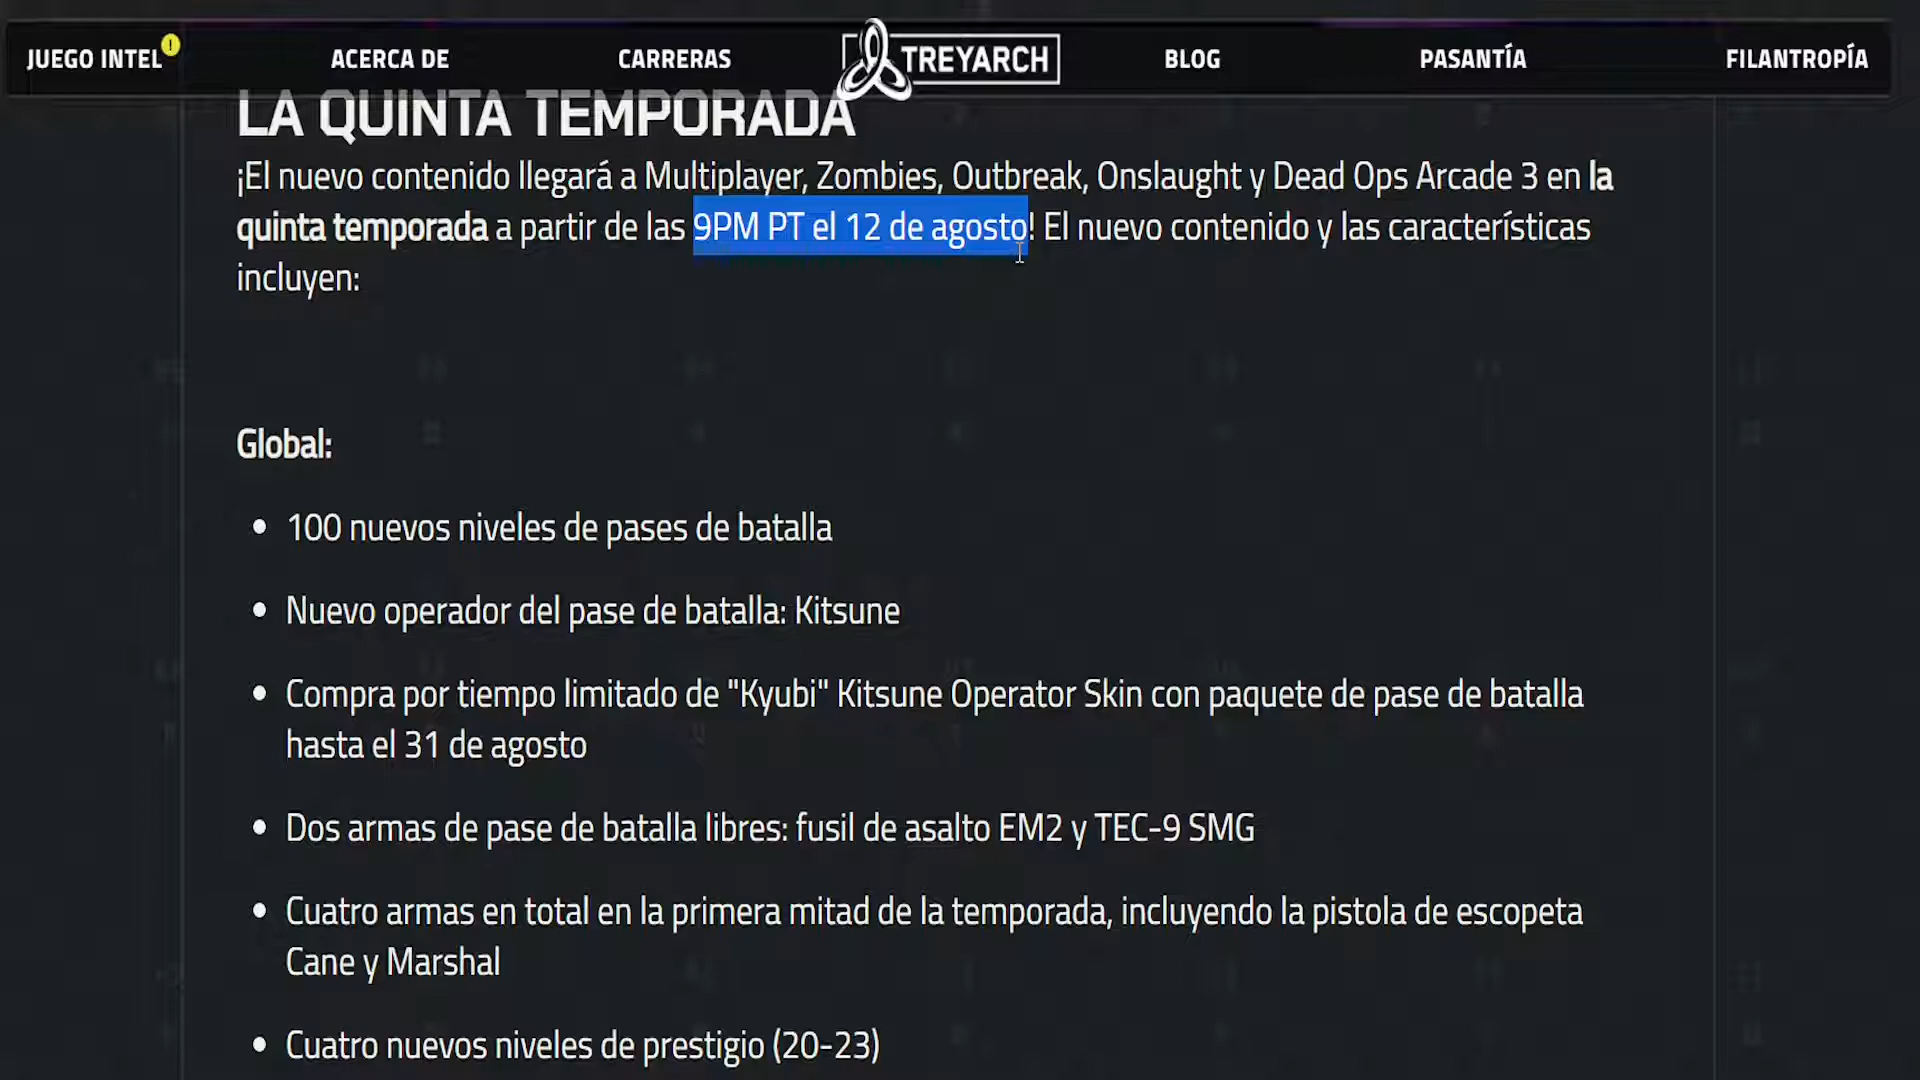 JUEGO INTEL!
ACERCA DE
CARRERAS
TREYARCH
BLOG
PASANTÍA
FILANTROPÍA
LA QUINTA TEMPORADA
¡El nuevo contenido llegará a Multiplayer, Zombies, Outbreak, Onslaught y Dead Ops Arcade 3 en la
quinta temporada a partir de las 9PM PT el 12 de agosto! El nuevo contenido y las características
incluyen:
Global:
• 100 nuevos niveles de pases de batalla
• Nuevo operador del pase de batalla: Kitsune
• Compra por tiempo limitado de "Kyubi" Kitsune Operator Skin con paquete de pase de batalla
hasta el 31 de agosto
• Dos armas de pase de batalla libres: fusil de asalto EM2 y TEC-9 SMG
• Cuatro armas en total en la primera mitad de la temporada, incluyendo la pistola de escopeta
Cane y Marshal
• Cuatro nuevos niveles de prestigio (20-23)